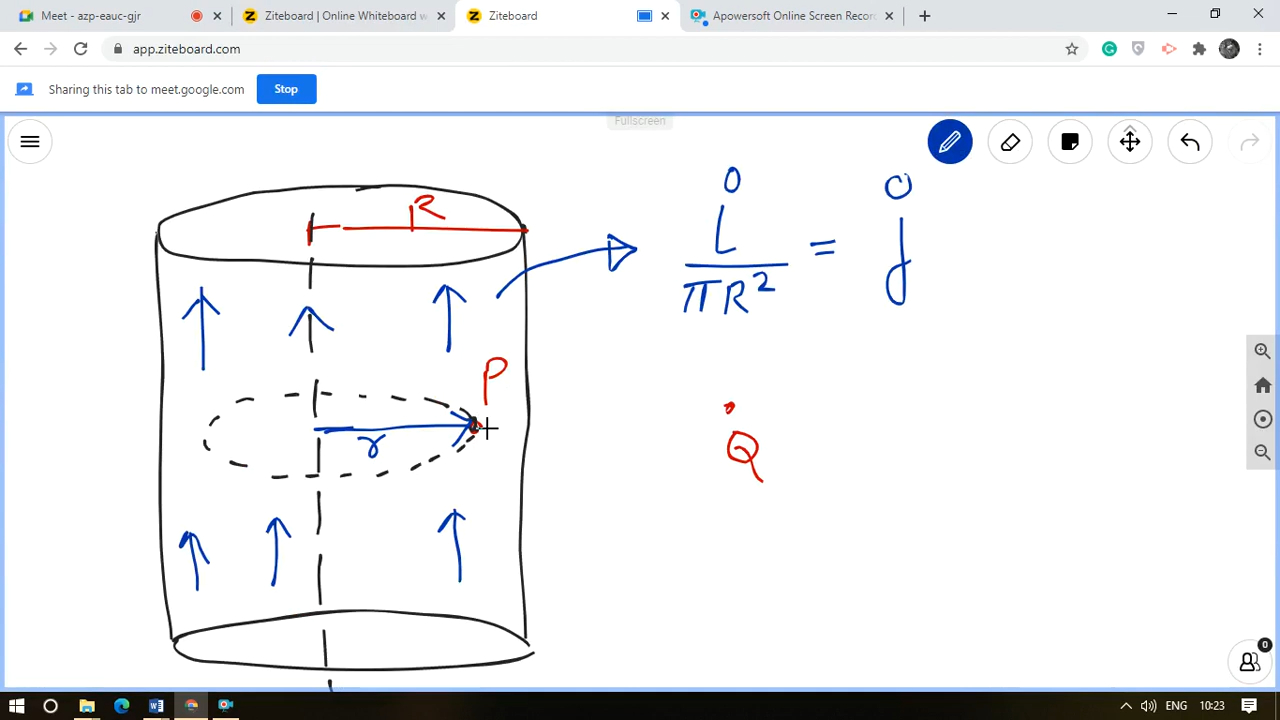 Meet - azp-eauc-gjr
Ziteboard | Online Whiteboard w
Ziteboard
Apowersoft Online Screen Recor
app.ziteboard.com
Sharing this tab to meet.google.com
Stop
Fullscreen
R
P
r
i
πR² = j
Q
0
ENG
10:23